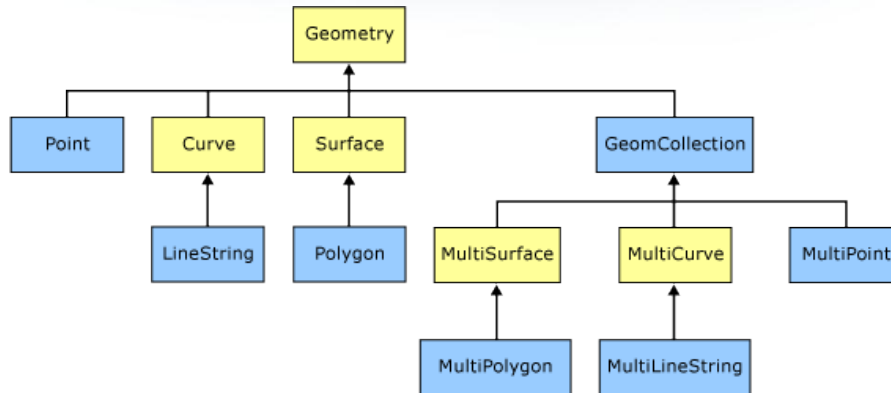 Geometry
Point
Curve
Surface
GeomCollection
LineString
Polygon
MultiSurface
MultiCurve
MultiPoint
MultiPolygon
MultiLineString